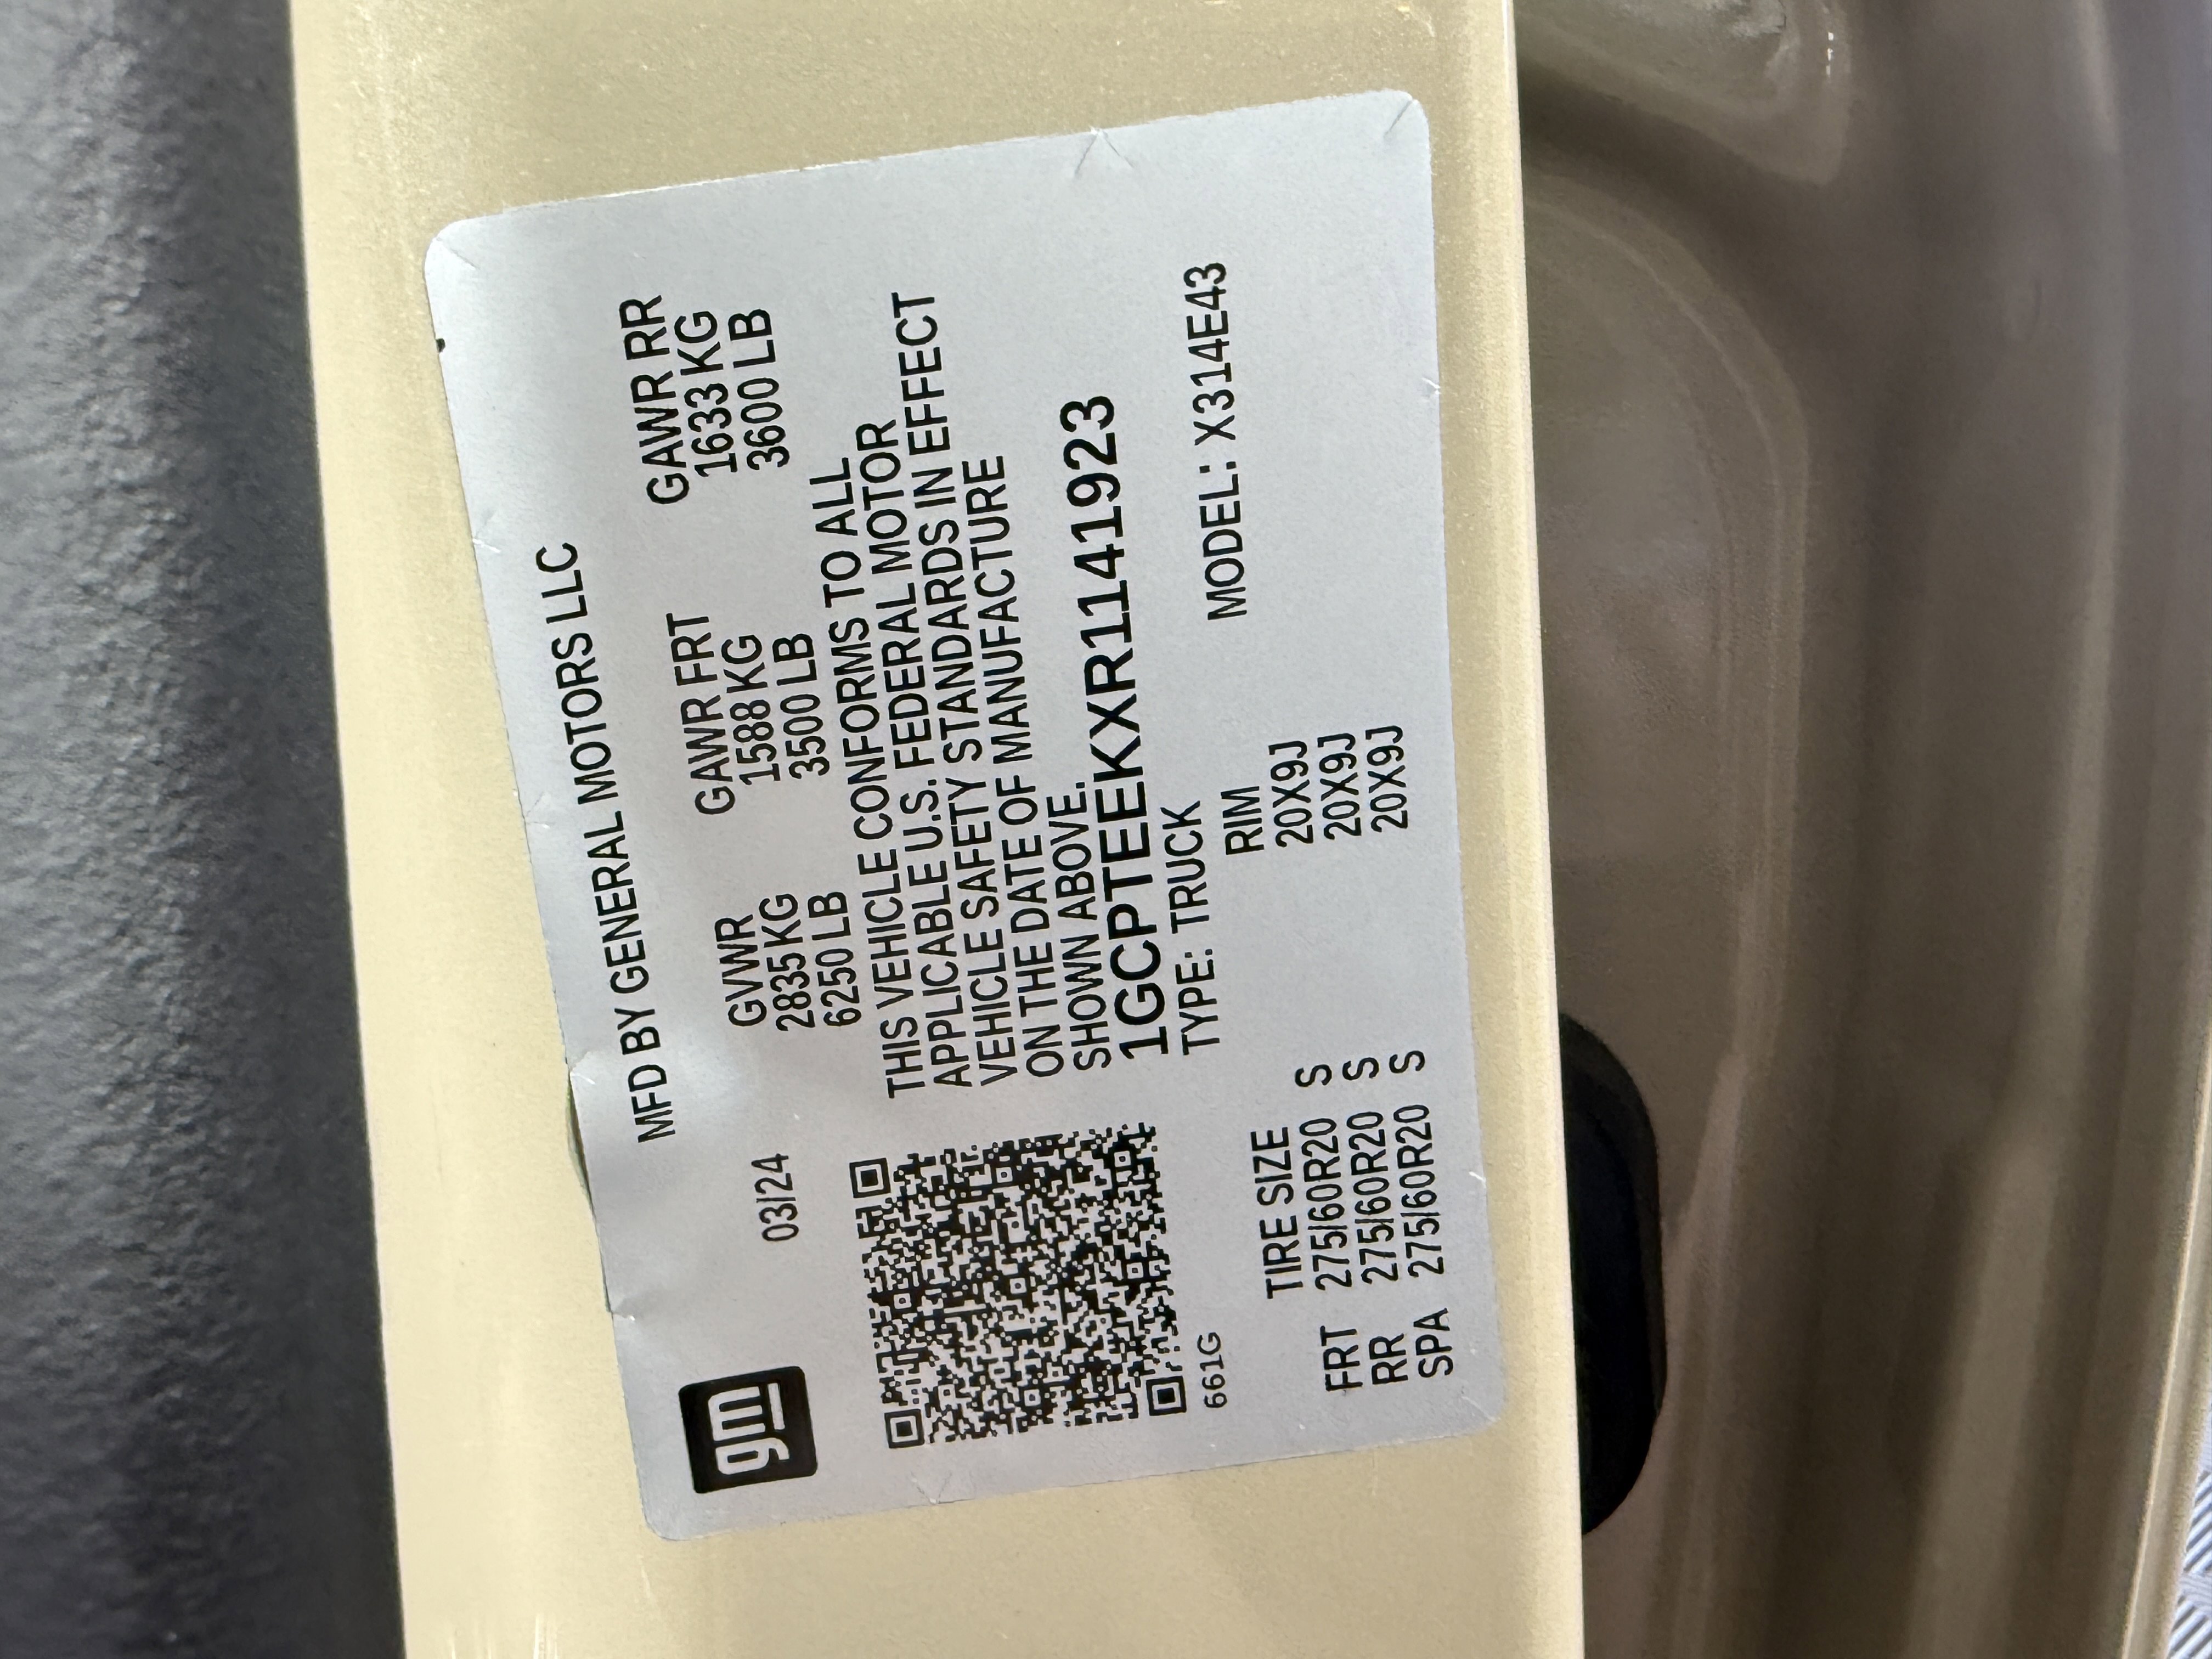 gm
MFD BY GENERAL MOTORS LLC
03/24
GVWR GAWR FRT GAWR RR
2835 KG 1588 KG 1633 KG
6250 LB 3500 LB 3600 LB
THIS VEHICLE CONFORMS TO ALL
APPLICABLE U.S. FEDERAL MOTOR
VEHICLE SAFETY STANDARDS IN EFFECT
ON THE DATE OF MANUFACTURE
SHOWN ABOVE.
1GCPTEEKXR1141923
661G
TYPE: TRUCK MODEL: X314E43
TIRE SIZE RIM
FRT 275/60R20 S 20X9J
RR 275/60R20 S 20X9J
SPA 275/60R20 S 20X9J